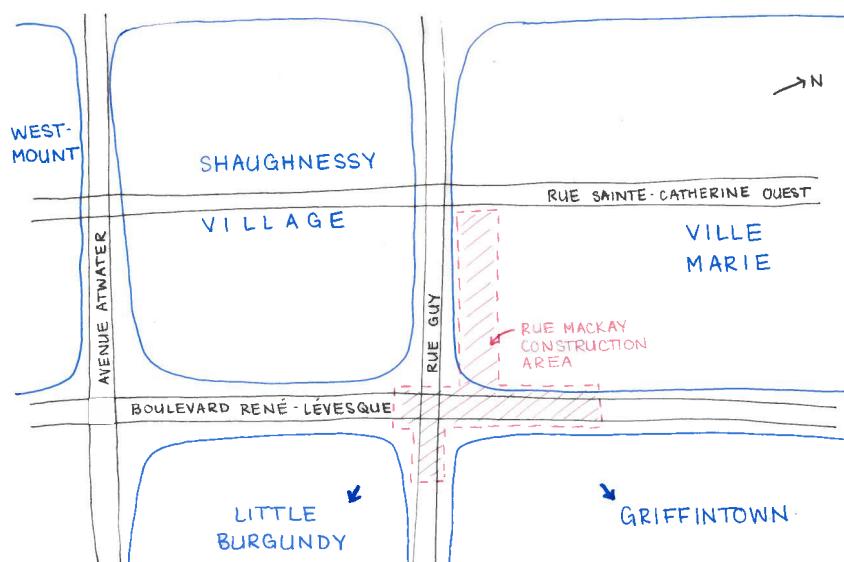 N
WEST-
MOUNT
SHAUGHNESSY
VILLAGE
RUE SAINTE-CATHERINE OUEST
VILLE
MARIE
AVENUE ATWATER
RUE GUY
RUE MACKAY
CONSTRUCTION
AREA
BOULEVARD RENÉ-LÉVESQUE
LITTLE
BURGUNDY
GRIFFINTOWN